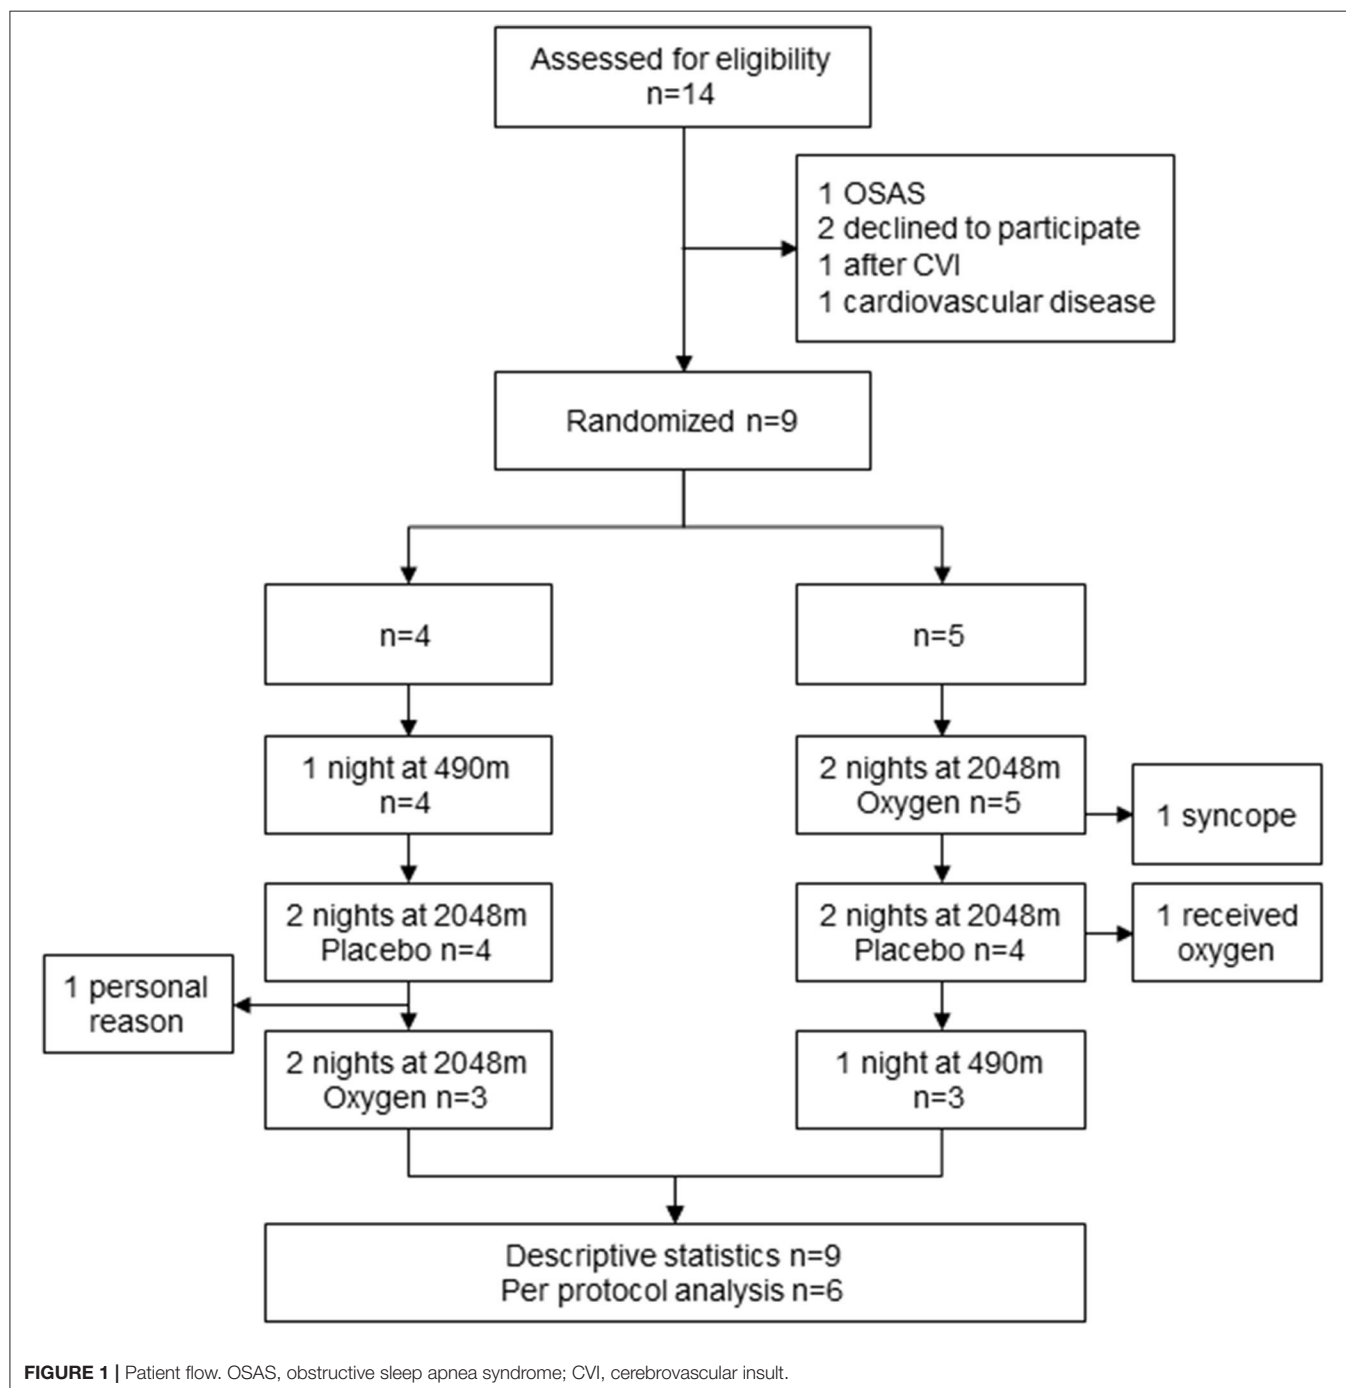 Assessed for eligibility
n=14
1 OSAS
2 declined to participate
1 after CVI
1 cardiovascular disease
Randomized n=9
n=4
n=5
1 night at 490m
n=4
2 nights at 2048m
Oxygen n=5
1 syncope
2 nights at 2048m
Placebo n=4
2 nights at 2048m
Placebo n=4
1 received
oxygen
1 personal
reason
2 nights at 2048m
Oxygen n=3
1 night at 490m
n=3
Descriptive statistics n=9
Per protocol analysis n=6
FIGURE 1 | Patient flow. OSAS, obstructive sleep apnea syndrome; CVI, cerebrovascular insult.